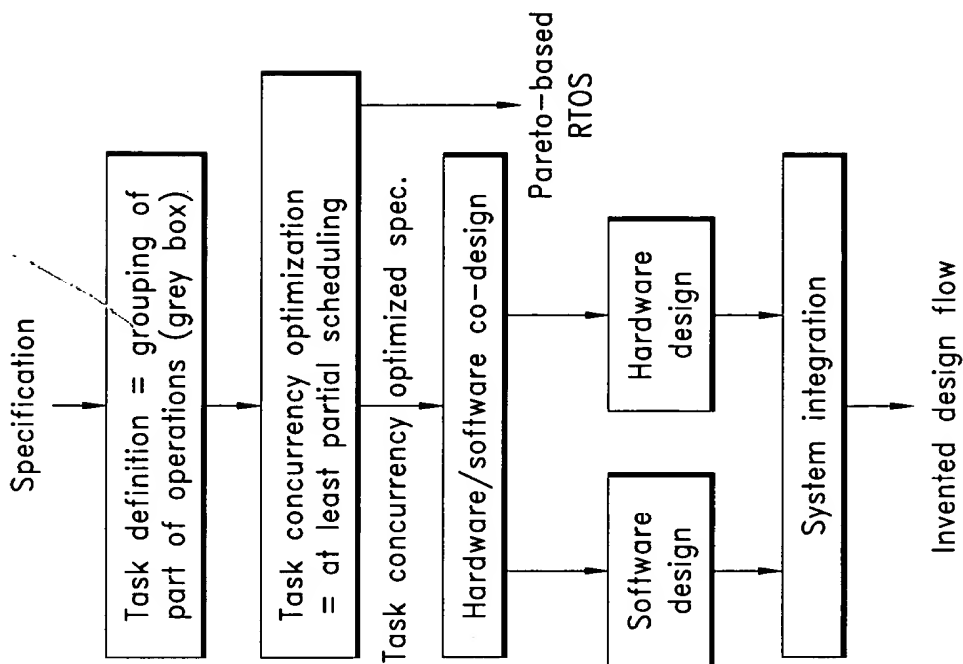 Specification
Task definition = grouping of
part of operations (grey box)
Task concurrency optimization
= at least partial scheduling
Task concurrency optimized spec.
Pareto-based
RTOS
Hardware/software co-design
Software
design
Hardware
design
System integration
Invented design flow